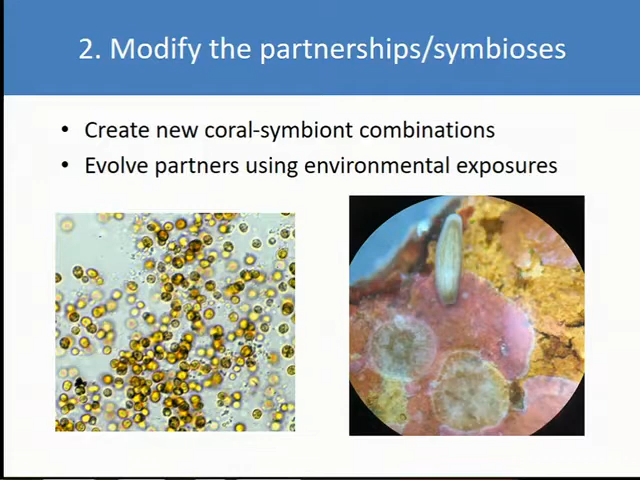 2. Modify the partnerships/symbioses
• Create new coral-symbiont combinations
• Evolve partners using environmental exposures